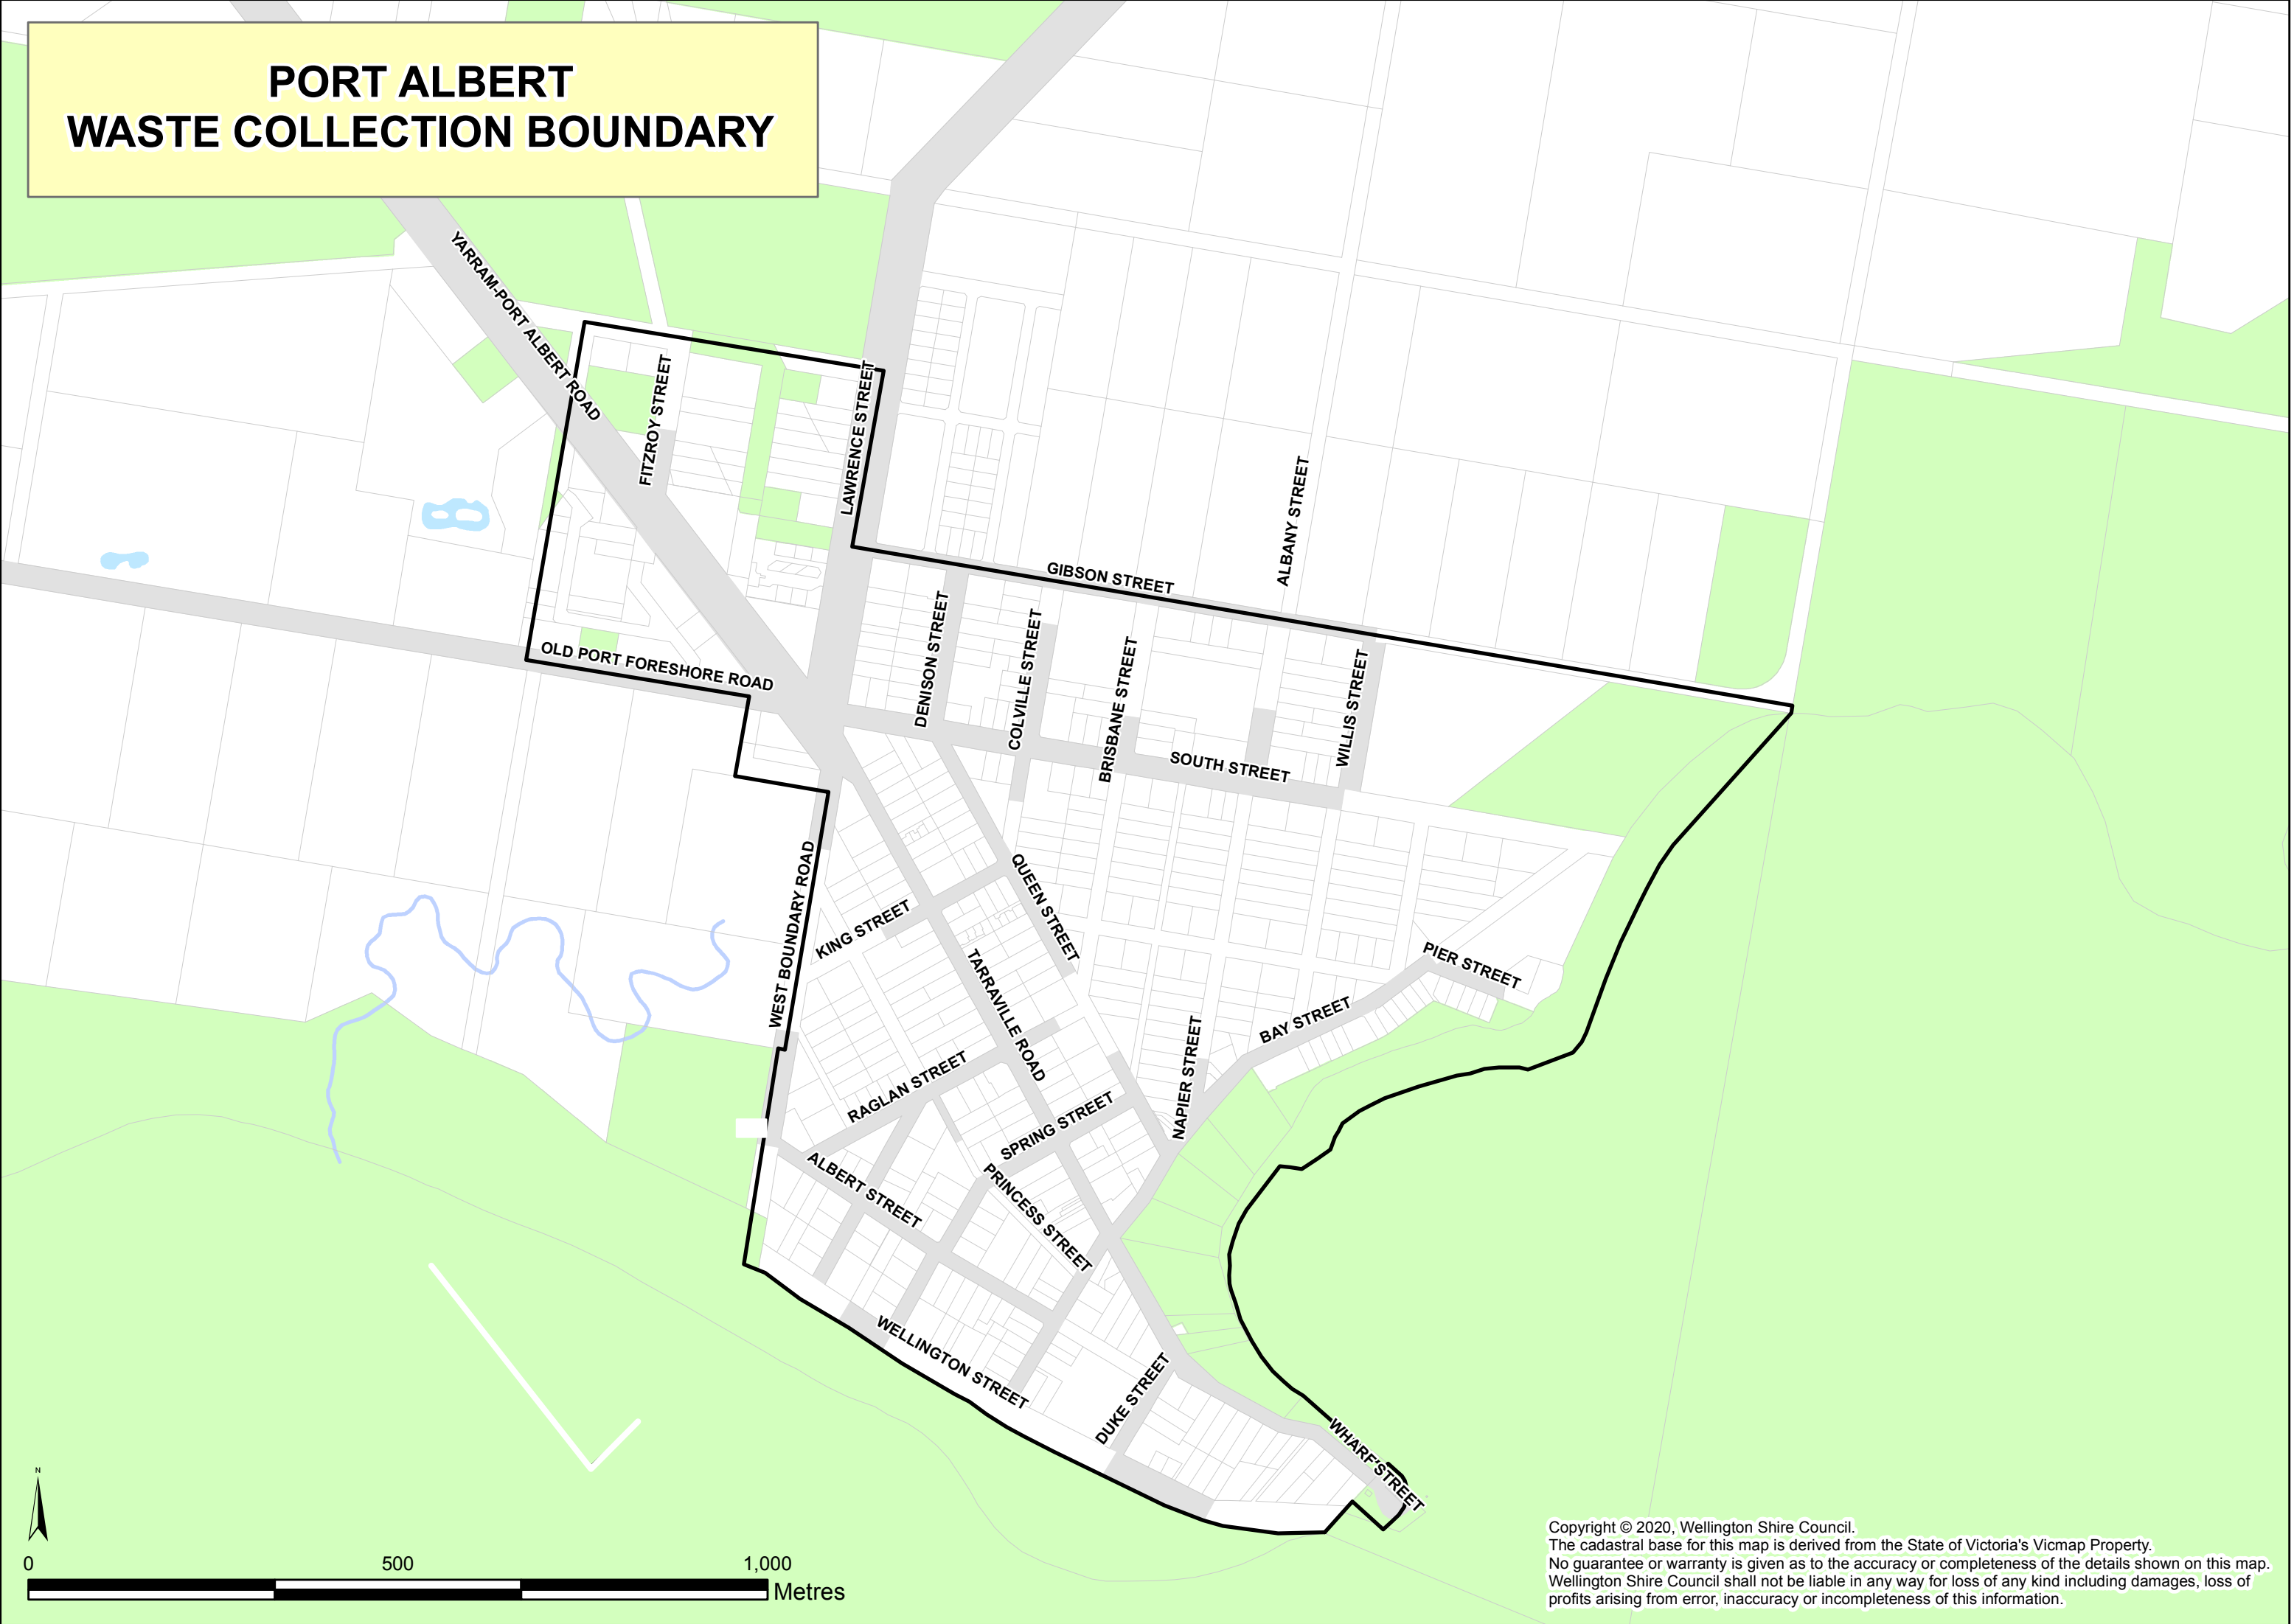 PORT ALBERT
WASTE COLLECTION BOUNDARY
YARRAM-PORT ALBERT ROAD
FITZROY STREET
LAWRENCE STREET
ALBANY STREET
GIBSON STREET
OLD PORT FORESHORE ROAD
DENISON STREET
COLVILLE STREET
BRISBANE STREET
WILLIS STREET
SOUTH STREET
WEST BOUNDARY ROAD
KING STREET
QUEEN STREET
TARRAVILLE ROAD
PIER STREET
BAY STREET
NAPIER STREET
RAGLAN STREET
SPRING STREET
ALBERT STREET
PRINCESS STREET
WELLINGTON STREET
DUKE STREET
WHARF STREET
N
0 500 1,000
Metres
Copyright © 2020, Wellington Shire Council.
The cadastral base for this map is derived from the State of Victoria's Vicmap Property.
No guarantee or warranty is given as to the accuracy or completeness of the details shown on this map.
Wellington Shire Council shall not be liable in any way for loss of any kind including damages, loss of
profits arising from error, inaccuracy or incompleteness of this information.